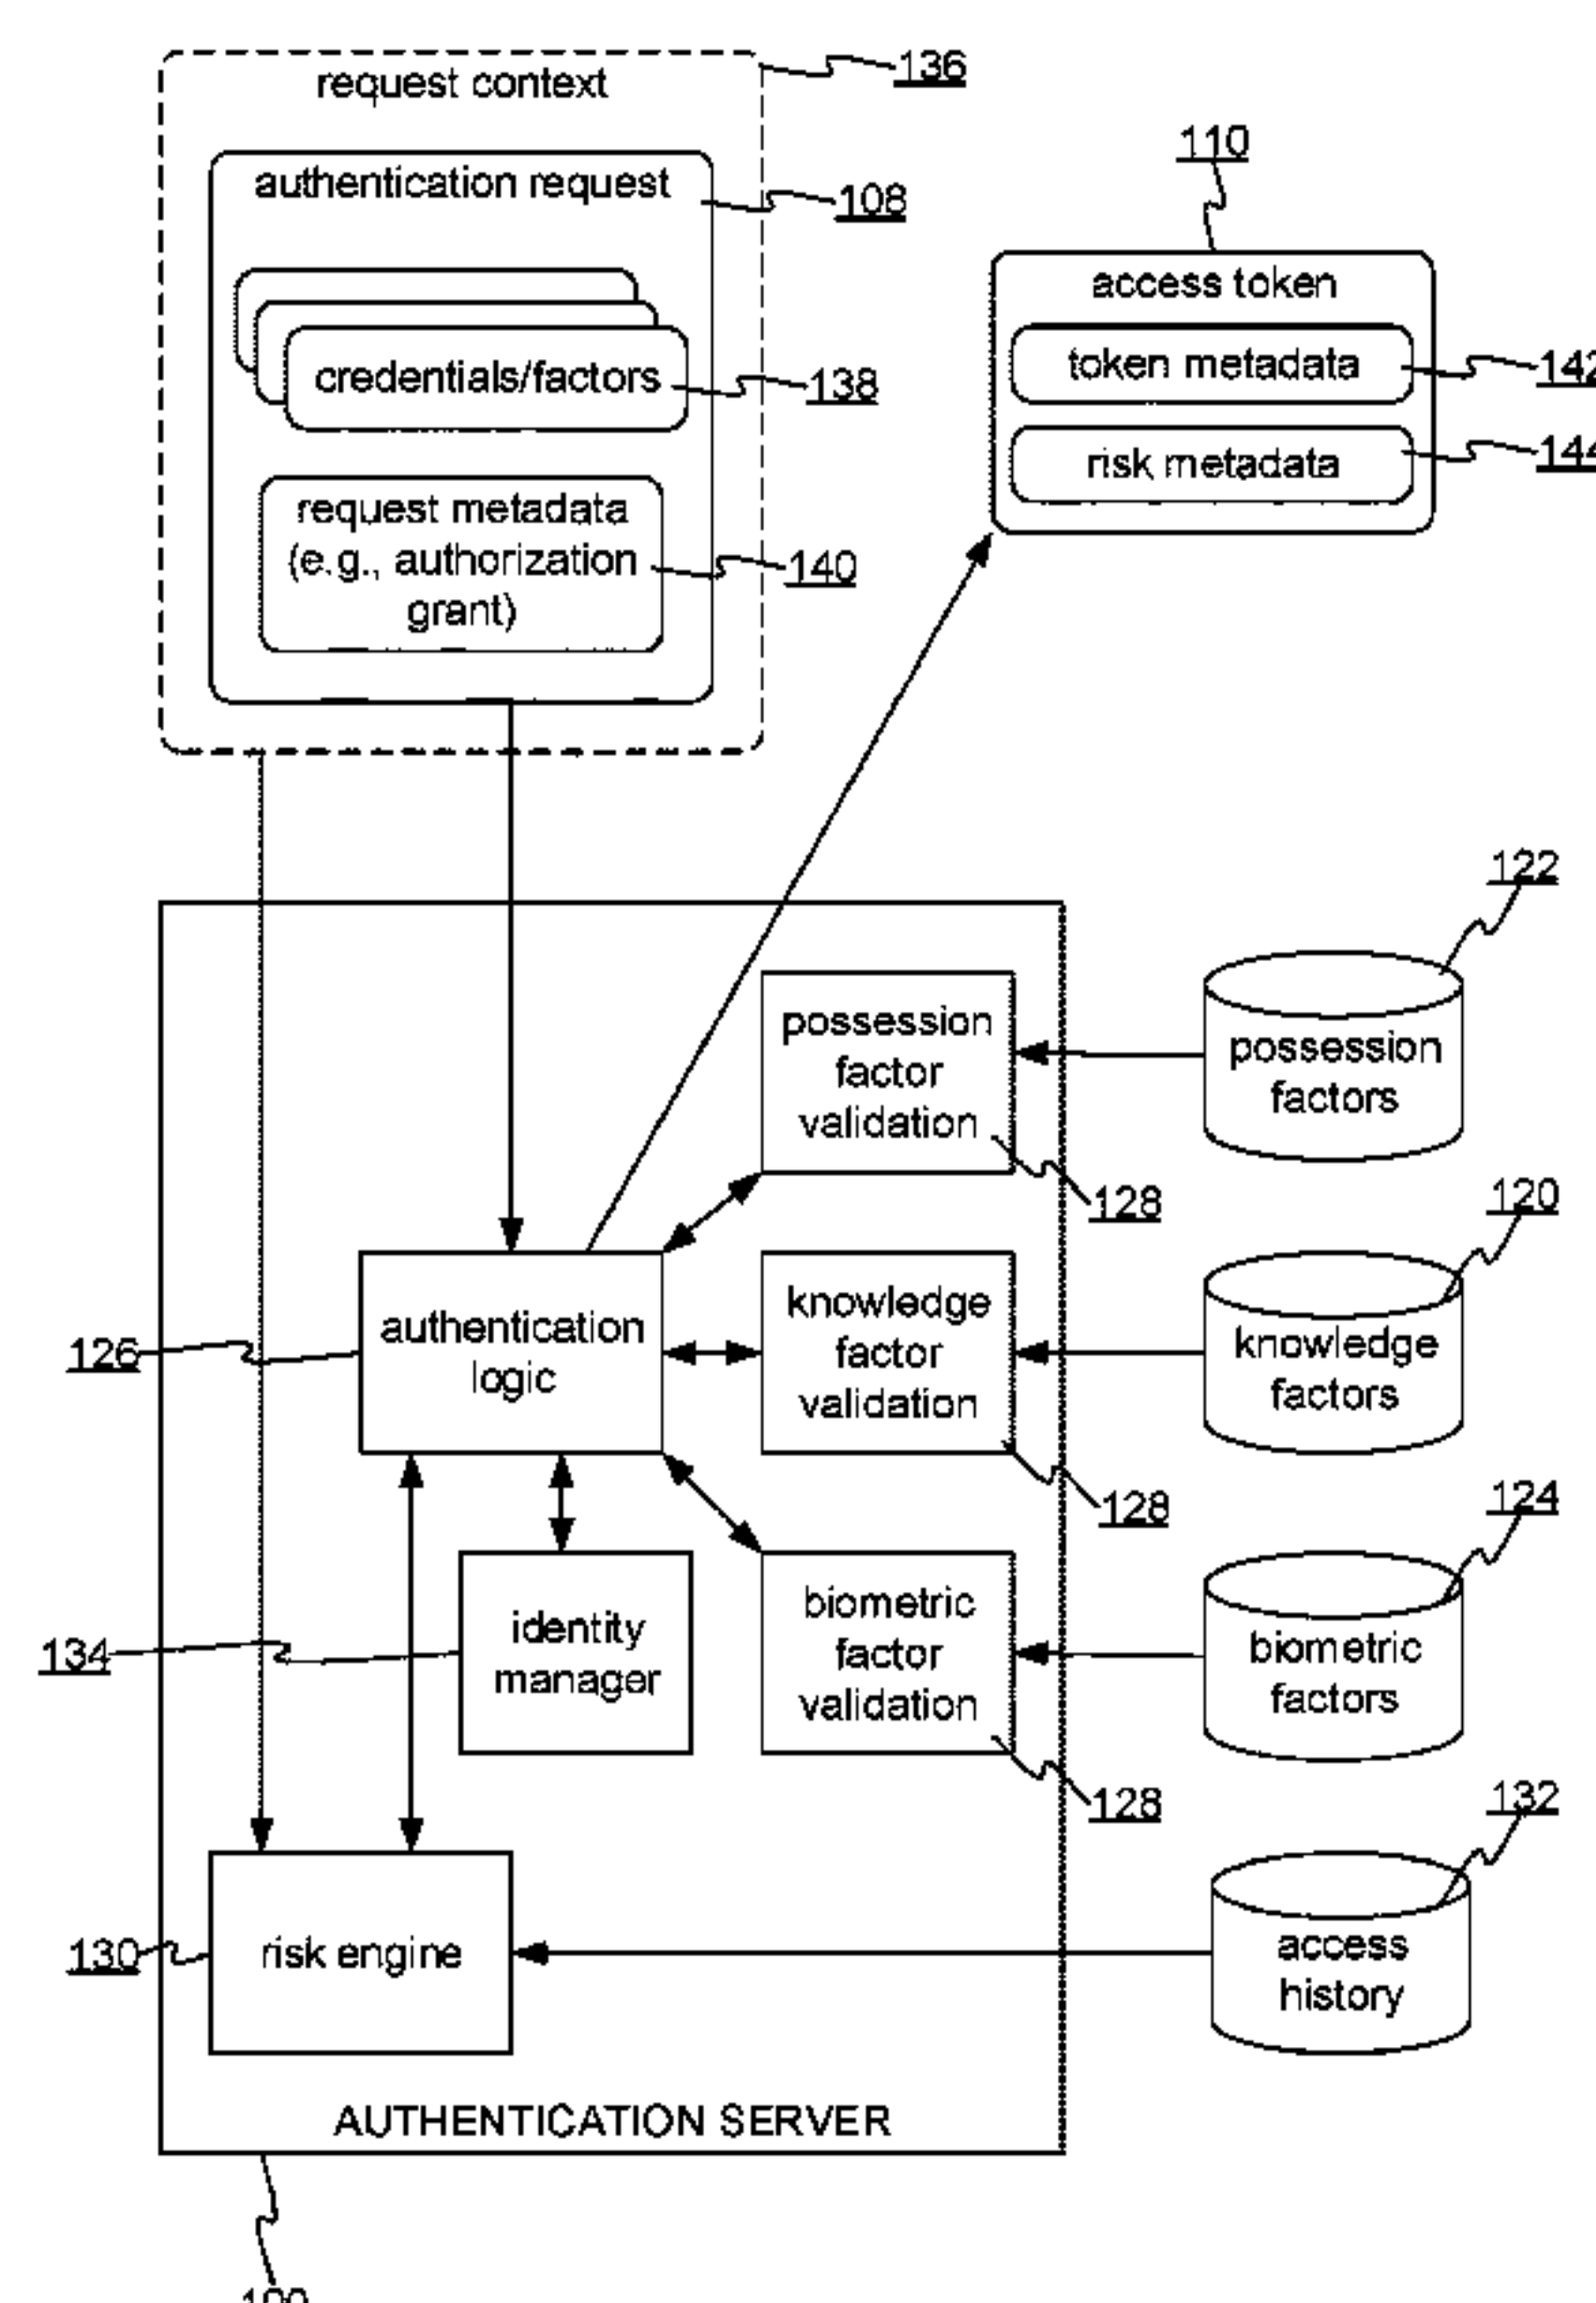 request context
136
authentication request
108
110
access token
credentials/factors
138
token metadata
142
risk metadata
144
request metadata
(e.g., authorization
grant)
140
122
possession
factor
validation
128
possession
factors
120
authentication
logic
126
knowledge
factor
validation
128
knowledge
factors
124
identity
manager
134
biometric
factor
validation
128
biometric
factors
132
risk engine
130
access
history
AUTHENTICATION SERVER